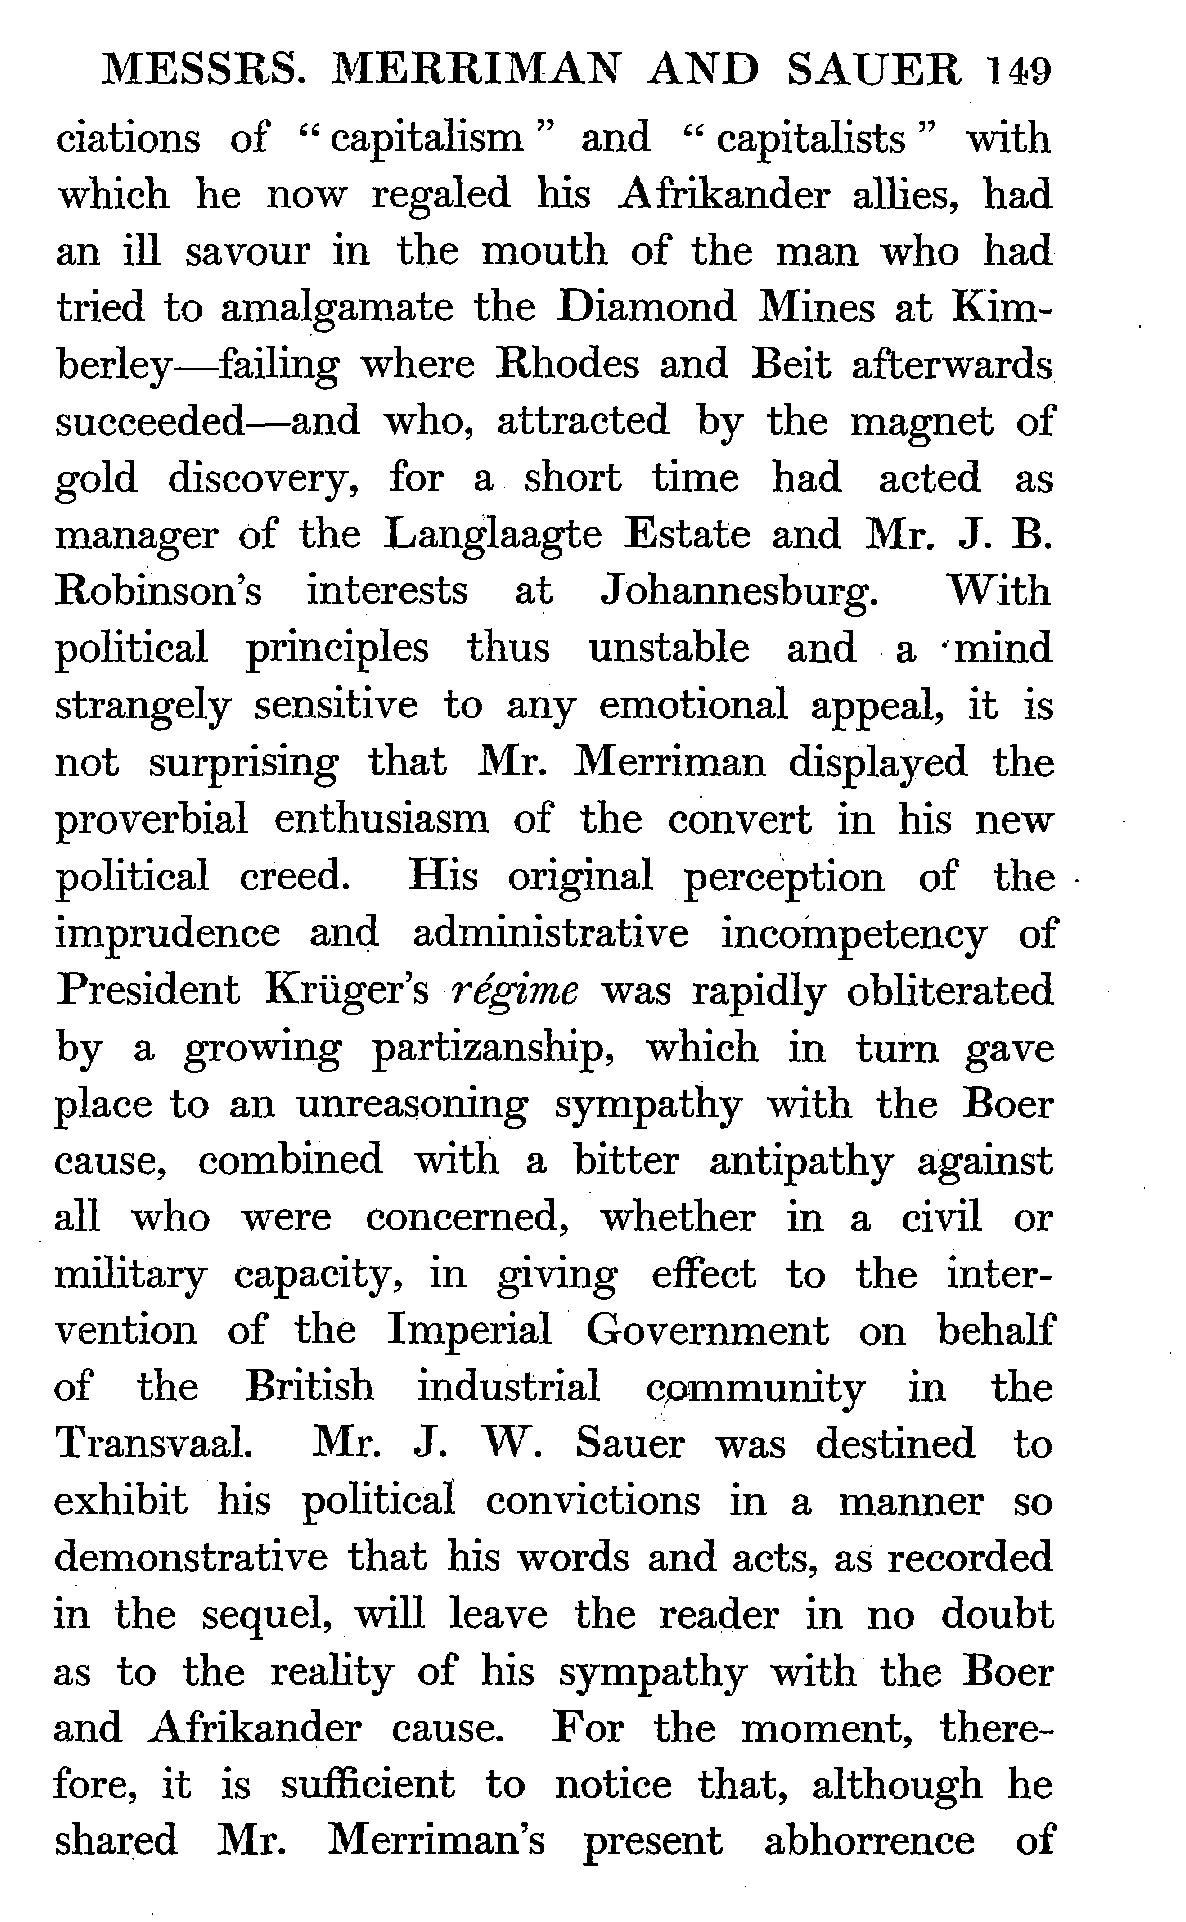 MESSRS. MERRIMAN AND SAUER 149
ciations of “ capitalism ” and “ capitalists ” with
which he now regaled his Afrikander allies, had
an ill savour in the mouth of the man who had
tried to amalgamate the Diamond Mines at Kim-
berley—failing where Rhodes and Beit afterwards
succeeded—and who, attracted by the magnet of
gold discovery, for a short time had acted as
manager of the Langlaagte Estate and Mr. J. B.
Robinson’s interests at Johannesburg. With
political principles thus unstable and a mind
strangely sensitive to any emotional appeal, it is
not surprising that Mr. Merriman displayed the
proverbial enthusiasm of the convert in his new
political creed. His original perception of the
imprudence and administrative incompetency of
President Krüger’s régime was rapidly obliterated
by a growing partizanship, which in turn gave
place to an unreasoning sympathy with the Boer
cause, combined with a bitter antipathy against
all who were concerned, whether in a civil or
military capacity, in giving effect to the inter-
vention of the Imperial Government on behalf
of the British industrial community in the
Transvaal. Mr. J. W. Sauer was destined to
exhibit his political convictions in a manner so
demonstrative that his words and acts, as recorded
in the sequel, will leave the reader in no doubt
as to the reality of his sympathy with the Boer
and Afrikander cause. For the moment, there-
fore, it is sufficient to notice that, although he
shared Mr. Merriman’s present abhorrence of